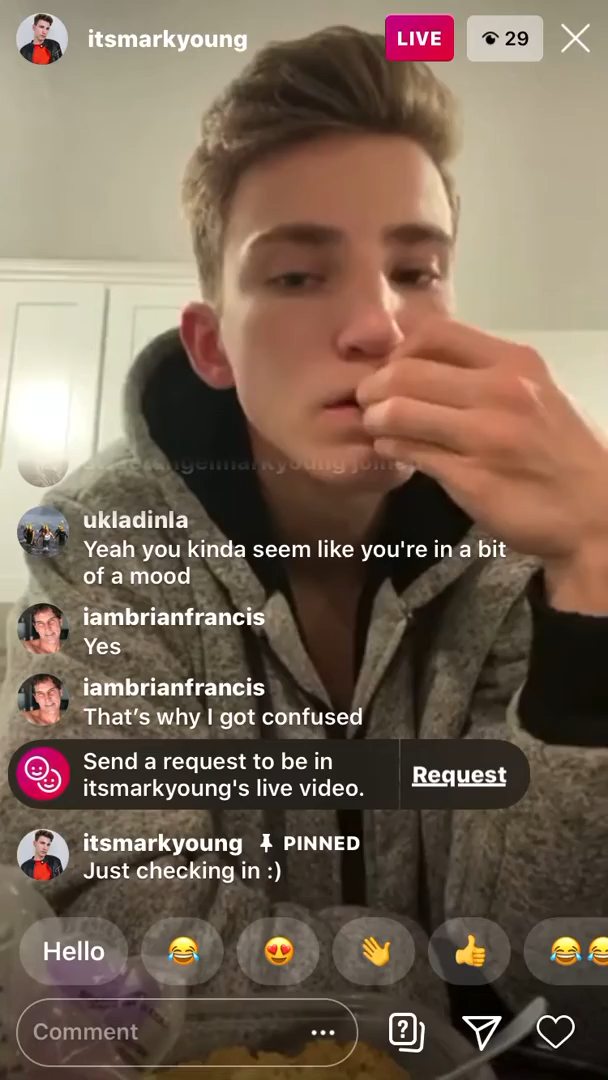 itsmarkyoung
LIVE
29
ukladinla
Yeah you kinda seem like you're in a bit
of a mood
iambrianfrancis
Yes
iambrianfrancis
That’s why I got confused
Send a request to be in
itsmarkyoung's live video.
Request
itsmarkyoung PINNED
Just checking in :)
Hello
Comment